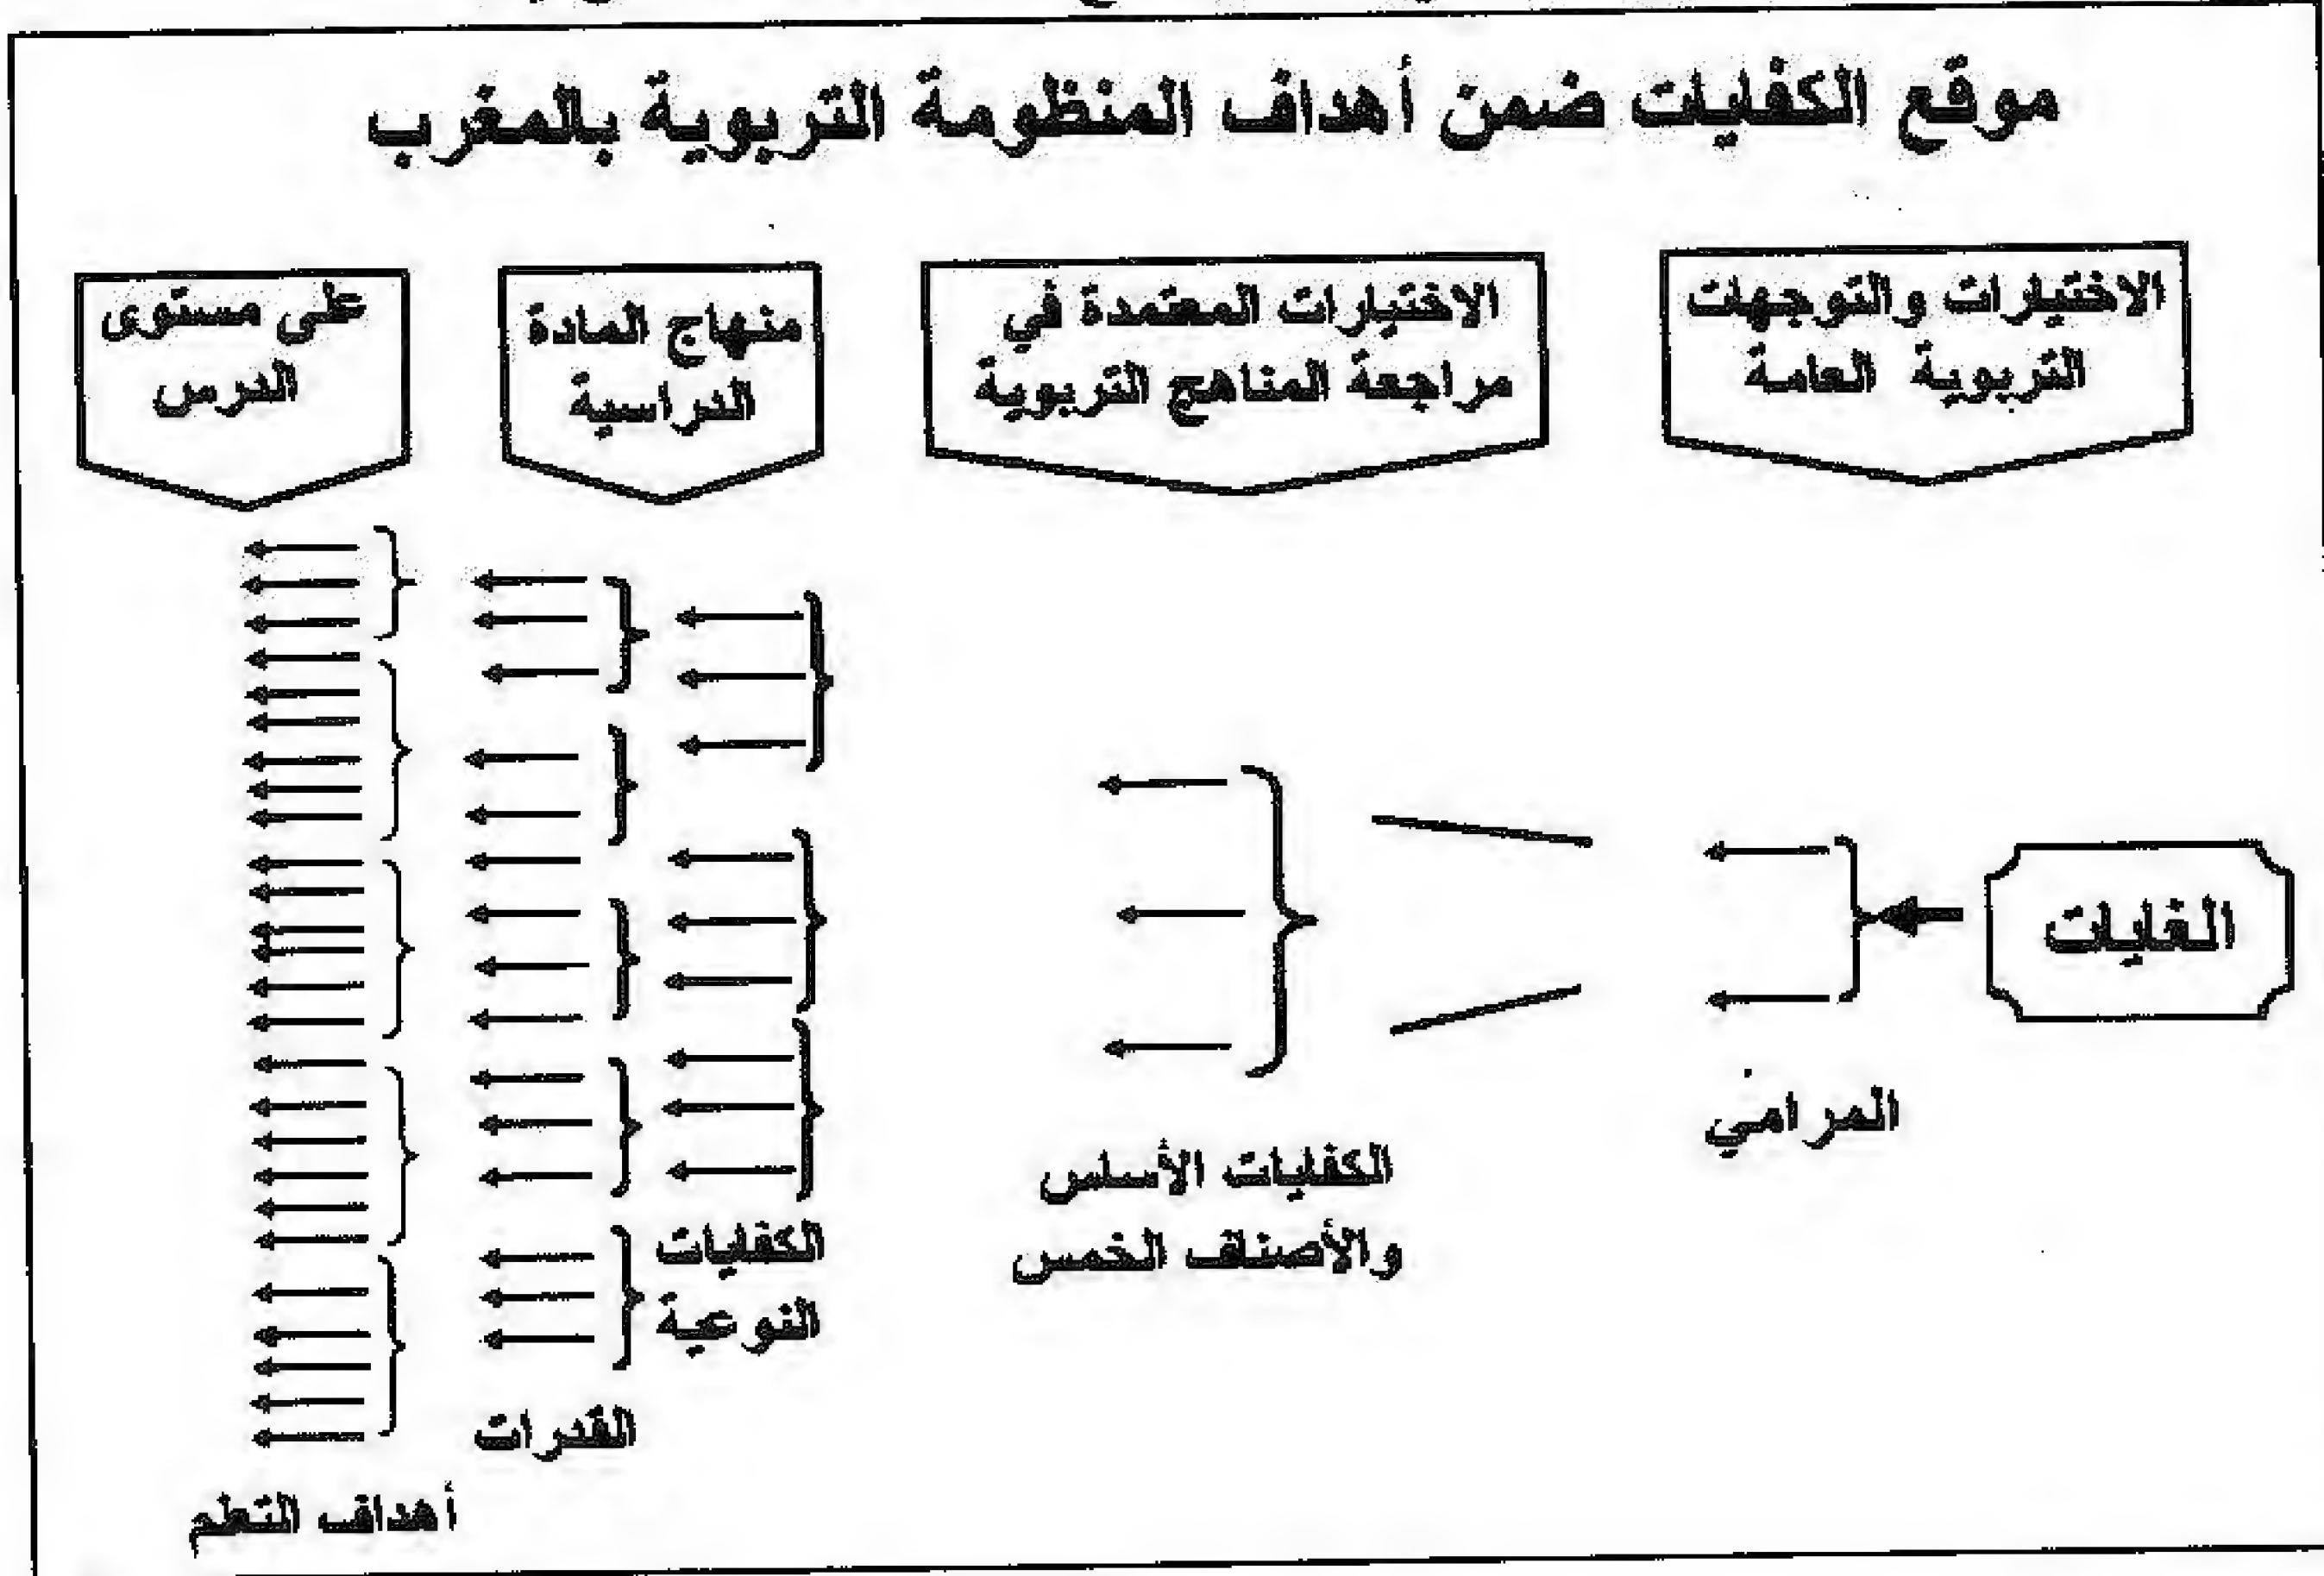 موقع الكفايات ضمن أهداف المنظومة التربوية بالمغرب
الاختيارات والتوجهات
التربوية العامة
الاختيارات المعتمدة في
مراجعة المناهج التربوية
منهاج المادة
الدراسية
على مستوى
الدرس
الغايات
المرامي
الكفايات الأساس
والأصناف الخمس
الكفايات
النوعية
القدرات
أهداف التعلم